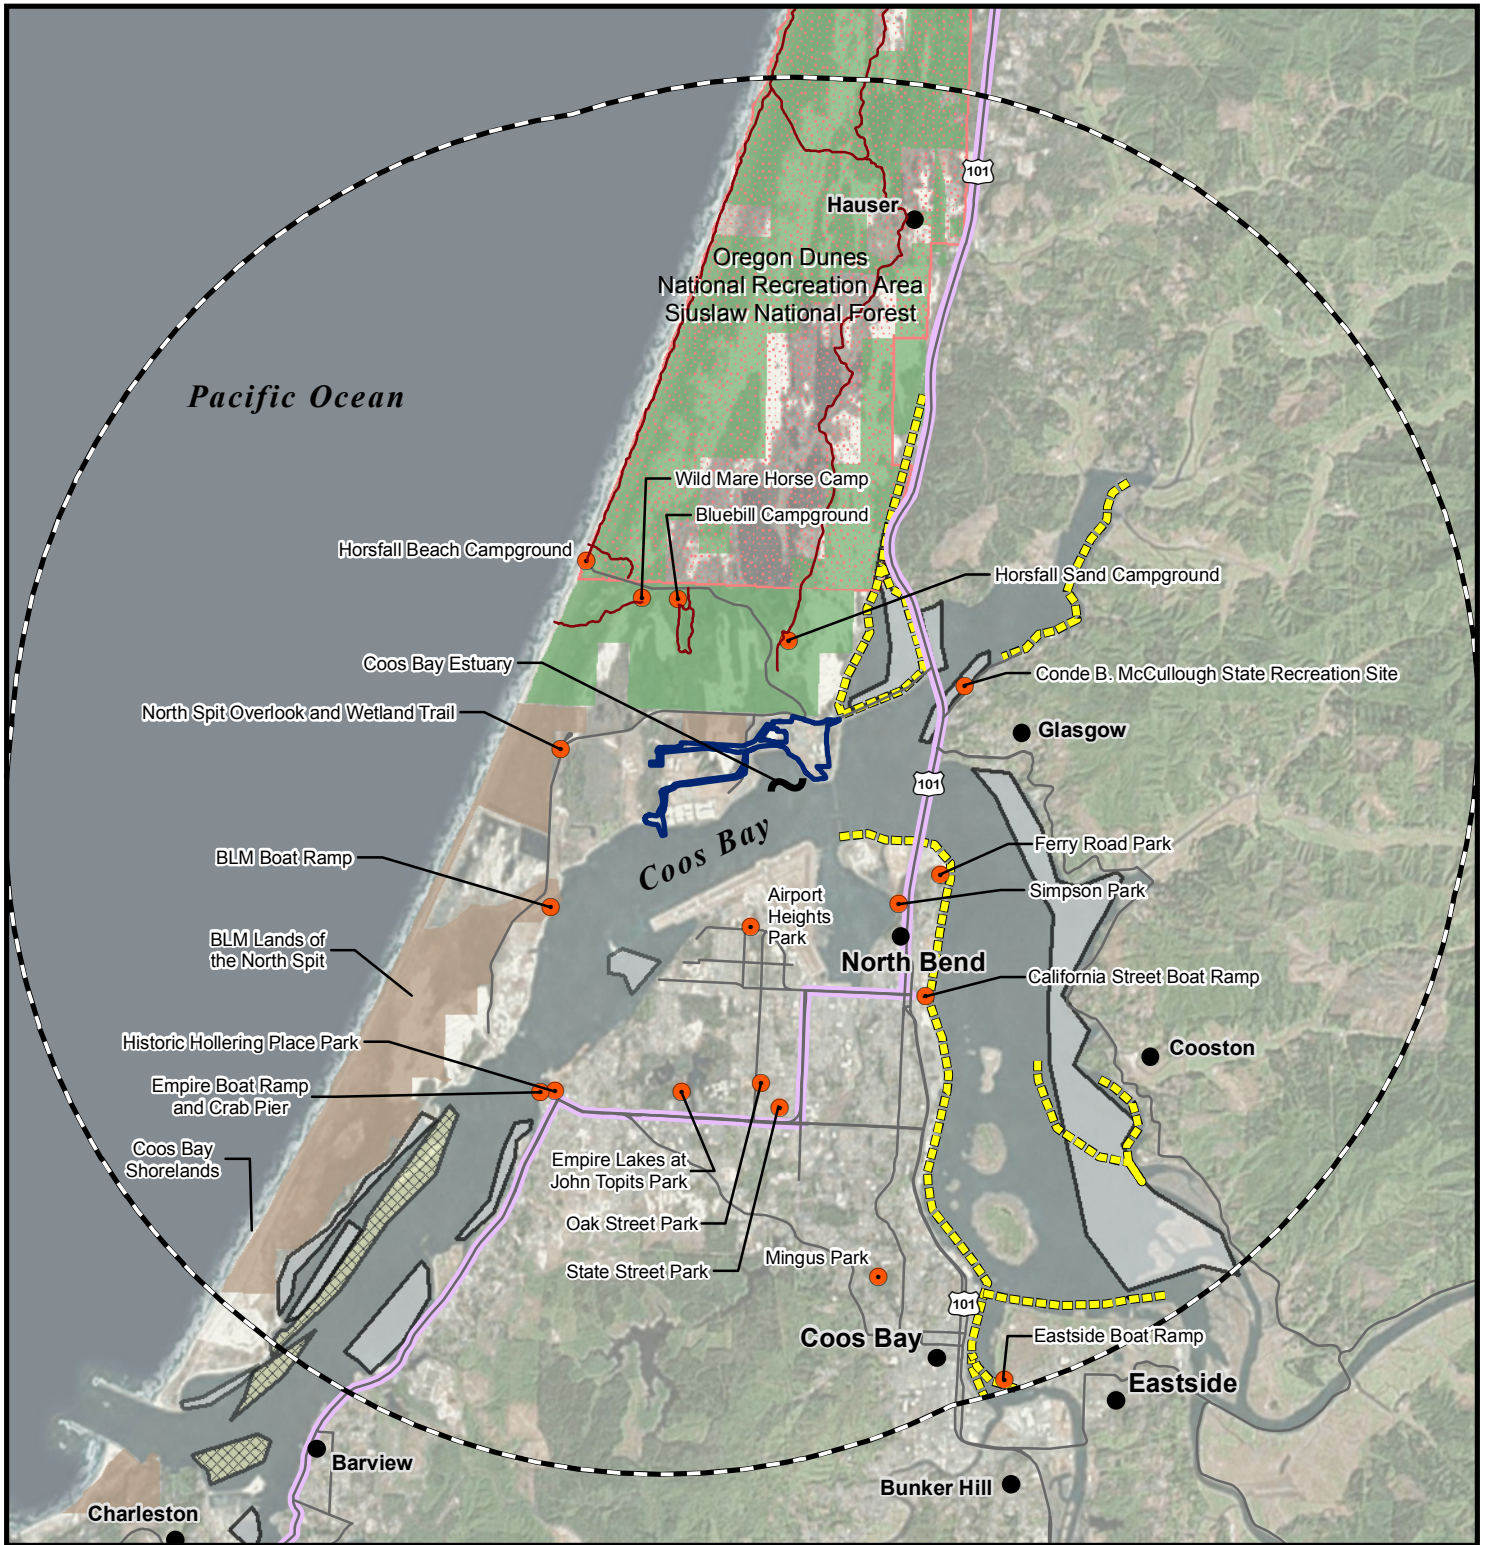 101
Hauser
Oregon Dunes
National Recreation Area
Siuslaw National Forest
Pacific Ocean
Wild Mare Horse Camp
Bluebill Campground
Horsfall Beach Campground
Horsfall Sand Campground
Coos Bay Estuary
Conde B. McCullough State Recreation Site
North Spit Overlook and Wetland Trail
Glasgow
101
Coos Bay
Ferry Road Park
BLM Boat Ramp
Simpson Park
Airport
Heights
Park
BLM Lands of
the North Spit
North Bend
California Street Boat Ramp
Historic Hollering Place Park
Cooston
Empire Boat Ramp
and Crab Pier
Coos Bay
Shorelands
Empire Lakes at
John Topits Park
Oak Street Park
Mingus Park
State Street Park
101
Coos Bay
Eastside Boat Ramp
Eastside
Barview
Bunker Hill
Charleston